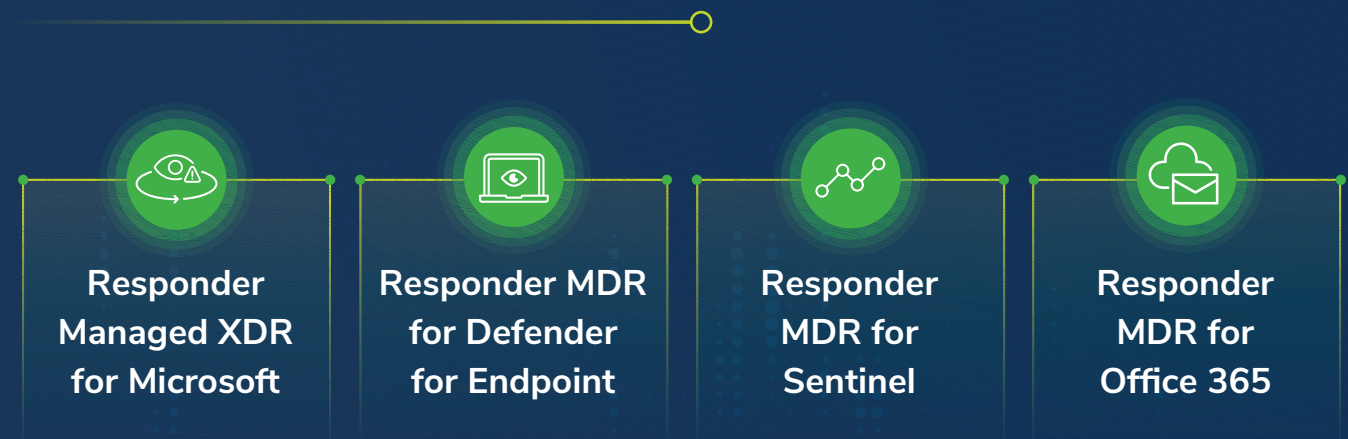 Responder
Managed XDR
for Microsoft
Responder MDR
for Defender
for Endpoint
Responder
MDR for
Sentinel
Responder
MDR for
Office 365